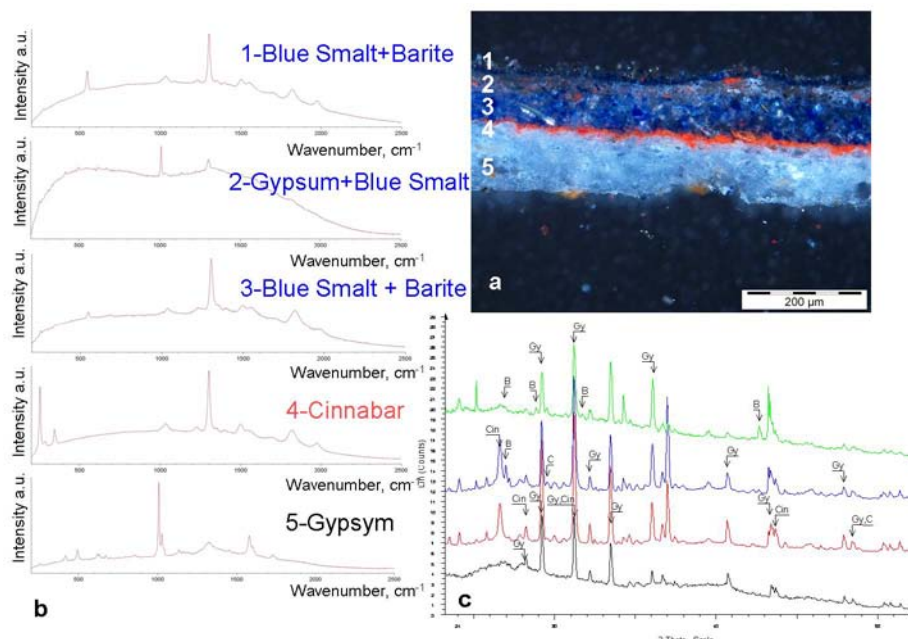 Intensity a.u.
1-Blue Smalt+Barite
500 1000 1500 2000 2500
Wavenumber, cm-1
Intensity a.u.
2-Gypsum+Blue Smalt
500 1000 1500 2000 2500
Wavenumber, cm-1
Intensity a.u.
3-Blue Smalt + Barite
500 1000 1500 2000 2500
Wavenumber, cm-1
Intensity a.u.
4-Cinnabar
500 1000 1500 2000 2500
Wavenumber, cm-1
Intensity a.u.
5-Gypsym
500 1000 1500 2000 2500
Wavenumber, cm-1
b
1
2
3
4
5
a
200 µm
Gy
Gy
Gy
B
B
B
B
Cin
B
C
Gy
Gy
Gy
Cin
Gy
Gy,Cin
Gy
Gy
Cin
Gy,C
Gy
(Counts)
c